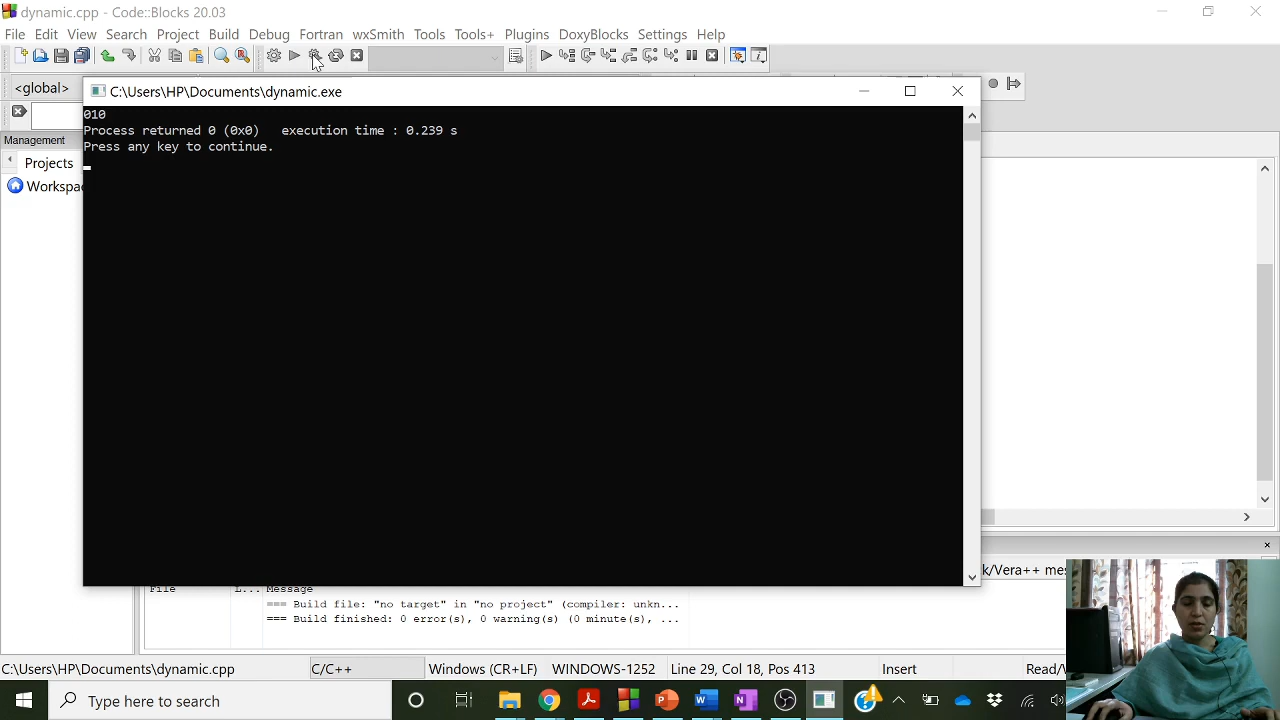 dynamic.cpp - Code::Blocks 20.03
File Edit View Search Project Build Debug Fortran wxSmith Tools Tools+ Plugins DoxyBlocks Settings Help
<global>
C:\Users\HP\Documents\dynamic.exe
010
Process returned 0 (0x0)   execution time : 0.239 s
Press any key to continue.
Management
Projects
Workspa
k/Vera++ mes
File L... Message
=== Build file: "no target" in "no project" (compiler: unkn...
=== Build finished: 0 error(s), 0 warning(s) (0 minute(s), ...
C:\Users\HP\Documents\dynamic.cpp C/C++ Windows (CR+LF) WINDOWS-1252 Line 29, Col 18, Pos 413 Insert Read/W
Type here to search